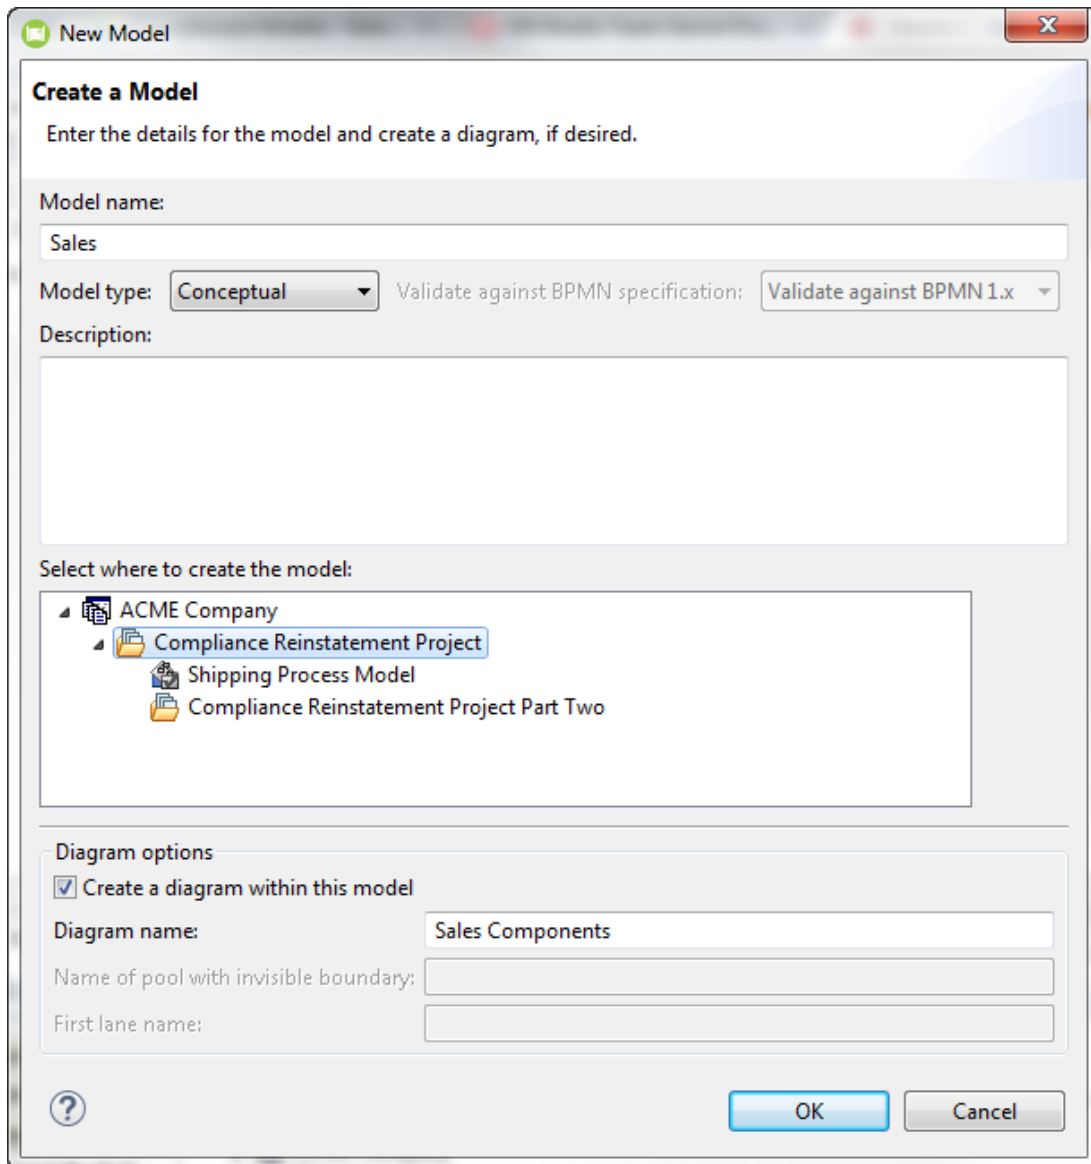 New Model
Create a Model
Enter the details for the model and create a diagram, if desired.
Model name:
Sales
Model type: Conceptual Validate against BPMN specification: Validate against BPMN 1.x
Description:
Select where to create the model:
ACME Company
Compliance Reinstatement Project
Shipping Process Model
Compliance Reinstatement Project Part Two
Diagram options
Create a diagram within this model
Diagram name: Sales Components
Name of pool with invisible boundary:
First lane name:
? OK Cancel